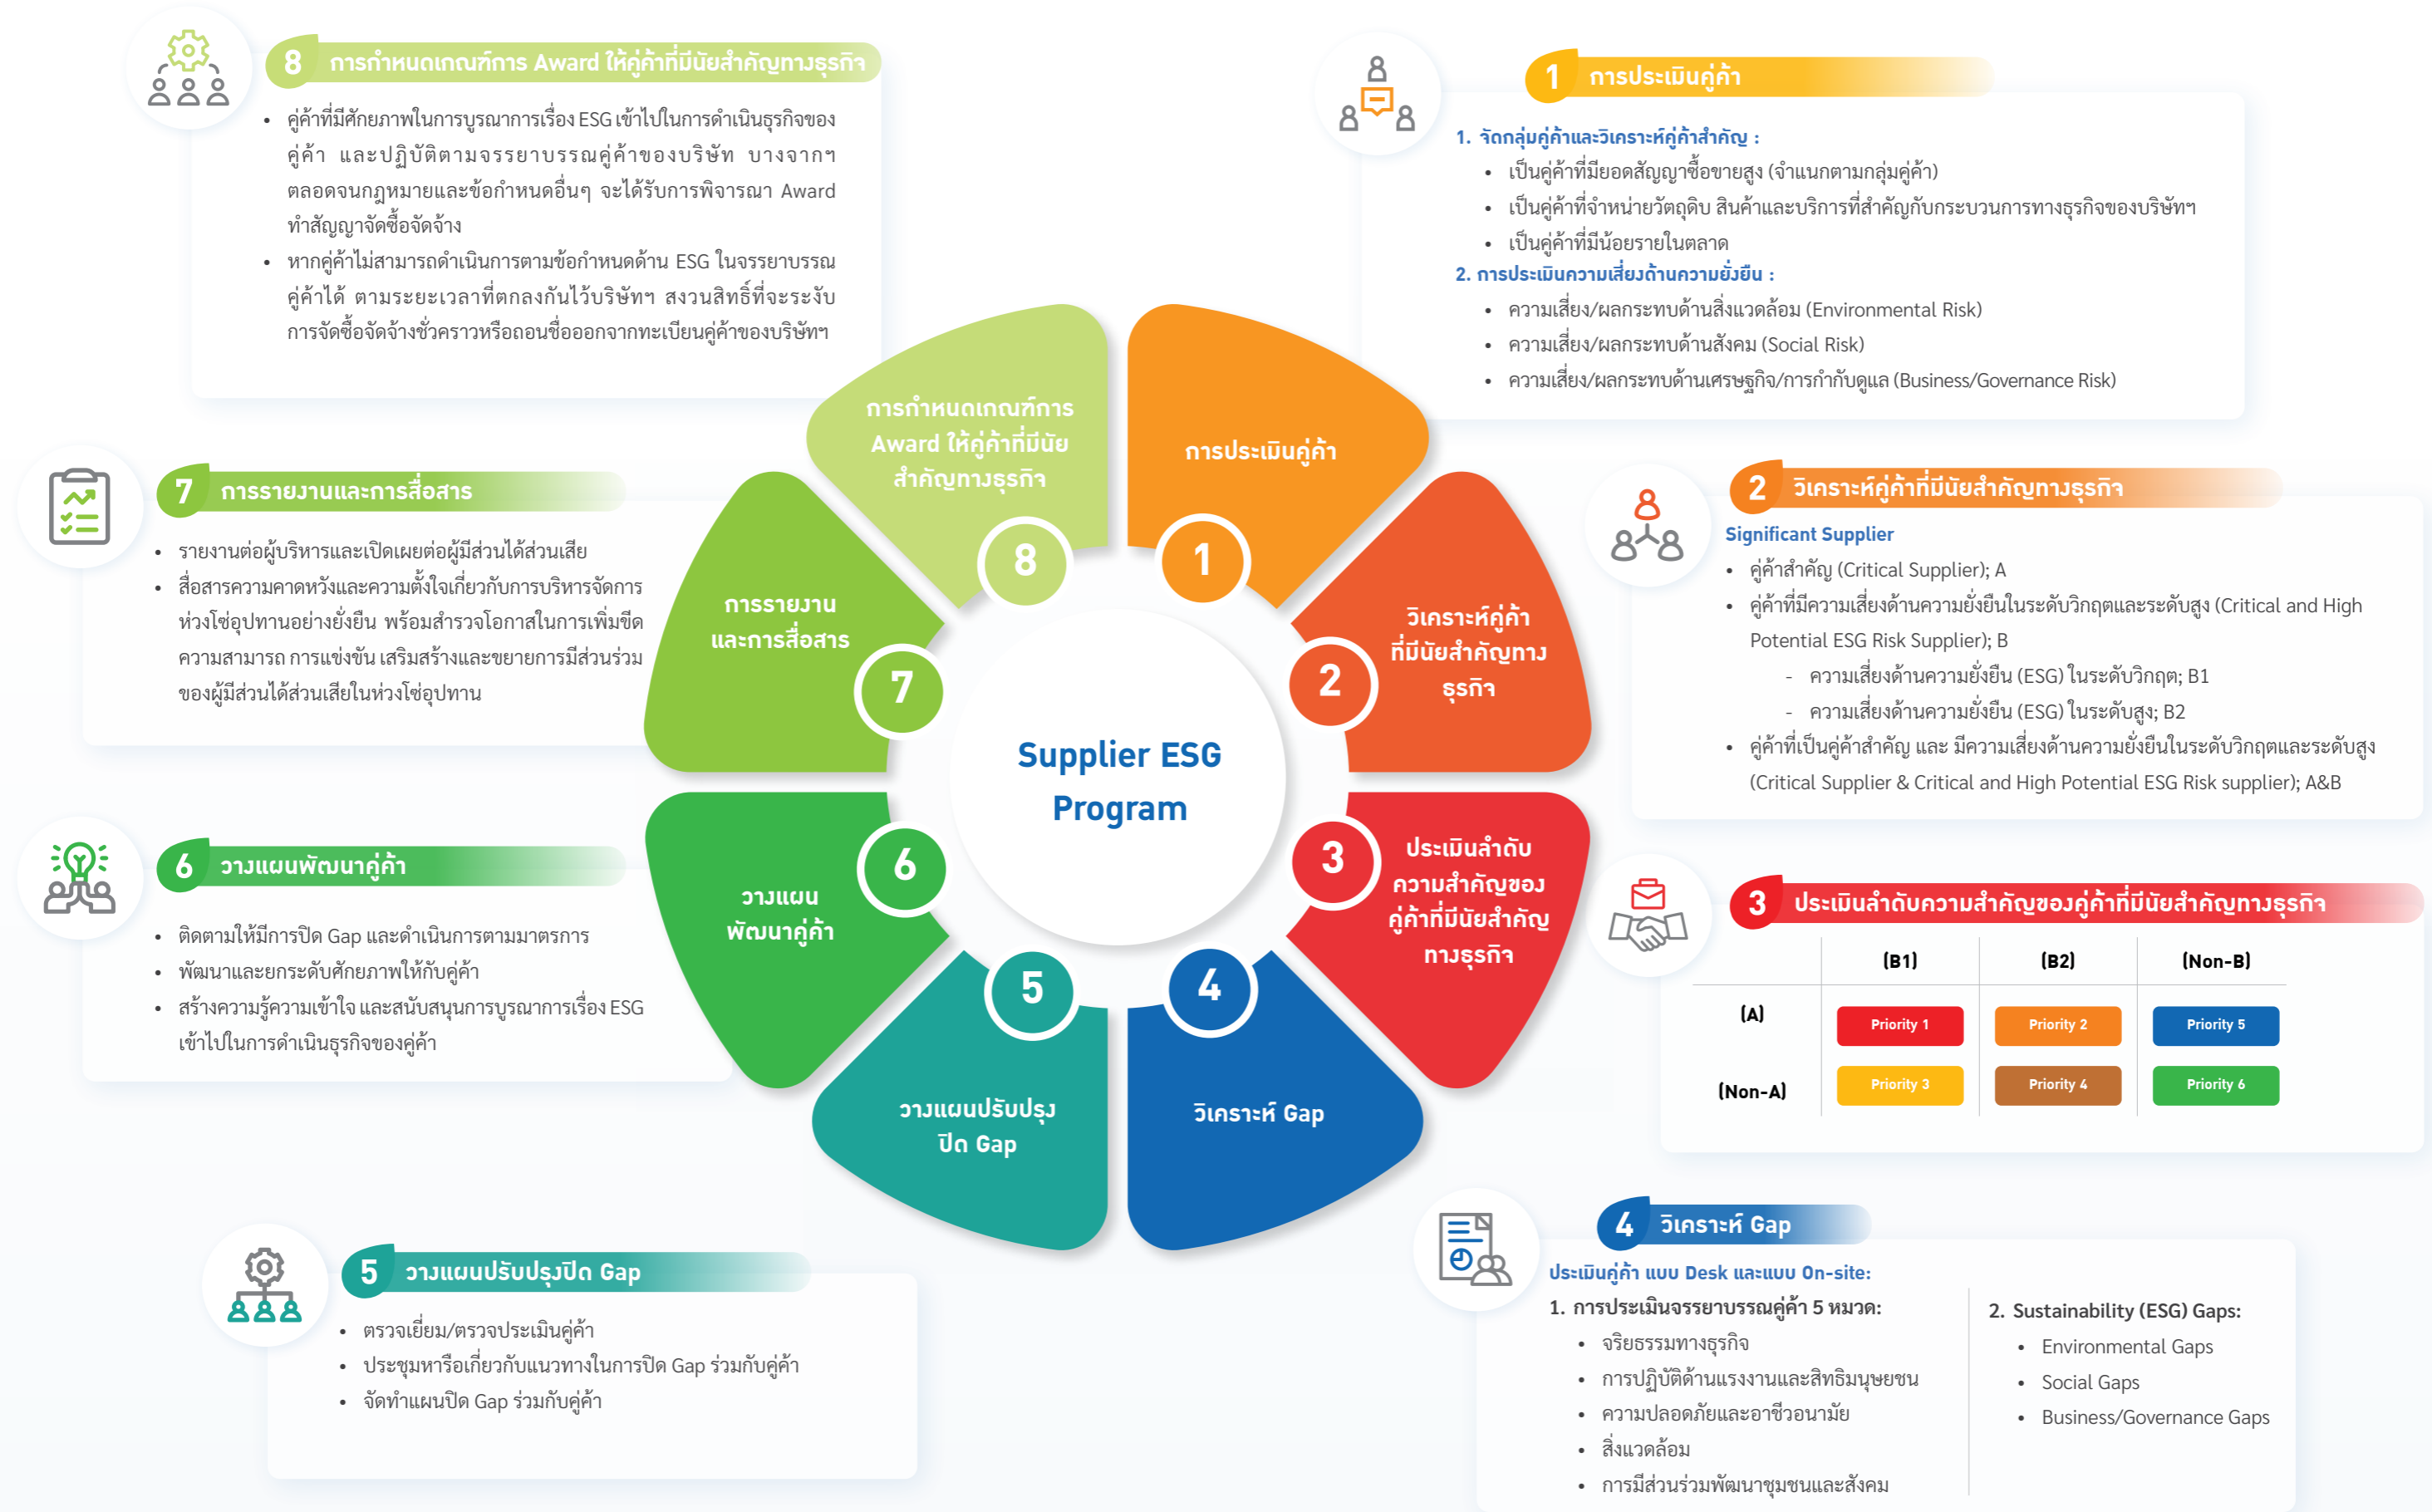 8 การกำหนดเกณฑ์การ Award ให้คู่ค้าที่มีนัยสำคัญทางธุรกิจ
• คู่ค้าที่มีศักยภาพในการบูรณาการเรื่อง ESG เข้าไปในการดำเนินธุรกิจของ
คู่ค้า และปฏิบัติตามจรรยาบรรณคู่ค้าของบริษัท บางจากฯ
ตลอดจนกฎหมายและข้อกำหนดอื่นๆ จะได้รับการพิจารณา Award
ทำสัญญาจัดซื้อจัดจ้าง
• หากคู่ค้าไม่สามารถดำเนินการตามข้อกำหนดด้าน ESG ในจรรยาบรรณ
คู่ค้าได้ ตามระยะเวลาที่ตกลงกันไว้บริษัทฯ สงวนสิทธิ์ที่จะระงับ
การจัดซื้อจัดจ้างชั่วคราวหรือถอนชื่อออกจากทะเบียนคู่ค้าของบริษัทฯ
1 การประเมินคู่ค้า
1. จัดกลุ่มคู่ค้าและวิเคราะห์คู่ค้าสำคัญ :
• เป็นคู่ค้าที่มียอดสัญญาซื้อขายสูง (จำแนกตามกลุ่มคู่ค้า)
• เป็นคู่ค้าที่จำหน่ายวัตถุดิบ สินค้าและบริการที่สำคัญกับกระบวนการทางธุรกิจของบริษัทฯ
• เป็นคู่ค้าที่มีน้อยรายในตลาด
2. การประเมินความเสี่ยงด้านความยั่งยืน :
• ความเสี่ยง/ผลกระทบด้านสิ่งแวดล้อม (Environmental Risk)
• ความเสี่ยง/ผลกระทบด้านสังคม (Social Risk)
• ความเสี่ยง/ผลกระทบด้านเศรษฐกิจ/การกำกับดูแล (Business/Governance Risk)
7 การรายงานและการสื่อสาร
• รายงานต่อผู้บริหารและเปิดเผยต่อผู้มีส่วนได้ส่วนเสีย
• สื่อสารความคาดหวังและความตั้งใจเกี่ยวกับการบริหารจัดการ
ห่วงโซ่อุปทานอย่างยั่งยืน พร้อมสำรวจโอกาสในการเพิ่มขีด
ความสามารถ การแข่งขัน เสริมสร้างและขยายการมีส่วนร่วม
ของผู้มีส่วนได้ส่วนเสียในห่วงโซ่อุปทาน
2 วิเคราะห์คู่ค้าที่มีนัยสำคัญทางธุรกิจ
Significant Supplier
• คู่ค้าสำคัญ (Critical Supplier); A
• คู่ค้าที่มีความเสี่ยงด้านความยั่งยืนในระดับวิกฤตและระดับสูง (Critical and High
Potential ESG Risk Supplier); B
- ความเสี่ยงด้านความยั่งยืน (ESG) ในระดับวิกฤต; B1
- ความเสี่ยงด้านความยั่งยืน (ESG) ในระดับสูง; B2
• คู่ค้าที่เป็นคู่ค้าสำคัญ และ มีความเสี่ยงด้านความยั่งยืนในระดับวิกฤตและระดับสูง
(Critical Supplier & Critical and High Potential ESG Risk supplier); A&B
การกำหนดเกณฑ์การ
Award ให้คู่ค้าที่มีนัย
สำคัญทางธุรกิจ
8
การประเมินคู่ค้า
1
วิเคราะห์คู่ค้า
ที่มีนัยสำคัญทาง
ธุรกิจ
2
ประเมินลำดับ
ความสำคัญของ
คู่ค้าที่มีนัยสำคัญ
ทางธุรกิจ
3
วิเคราะห์ Gap
4
วางแผนปรับปรุง
ปิด Gap
5
วางแผน
พัฒนาคู่ค้า
6
การรายงาน
และการสื่อสาร
7
Supplier ESG
Program
6 วางแผนพัฒนาคู่ค้า
• ติดตามให้มีการปิด Gap และดำเนินการตามมาตรการ
• พัฒนาและยกระดับศักยภาพให้กับคู่ค้า
• สร้างความรู้ความเข้าใจ และสนับสนุนการบูรณาการเรื่อง ESG
เข้าไปในการดำเนินธุรกิจของคู่ค้า
3 ประเมินลำดับความสำคัญของคู่ค้าที่มีนัยสำคัญทางธุรกิจ
(B1) (B2) (Non-B)
(A) Priority 1 Priority 2 Priority 5
(Non-A) Priority 3 Priority 4 Priority 6
5 วางแผนปรับปรุงปิด Gap
• ตรวจเยี่ยม/ตรวจประเมินคู่ค้า
• ประชุมหารือเกี่ยวกับแนวทางในการปิด Gap ร่วมกับคู่ค้า
• จัดทำแผนปิด Gap ร่วมกับคู่ค้า
4 วิเคราะห์ Gap
ประเมินคู่ค้า แบบ Desk และแบบ On-site:
1. การประเมินจรรยาบรรณคู่ค้า 5 หมวด:
• จริยธรรมทางธุรกิจ
• การปฏิบัติด้านแรงงานและสิทธิมนุษยชน
• ความปลอดภัยและอาชีวอนามัย
• สิ่งแวดล้อม
• การมีส่วนร่วมพัฒนาชุมชนและสังคม
2. Sustainability (ESG) Gaps:
• Environmental Gaps
• Social Gaps
• Business/Governance Gaps